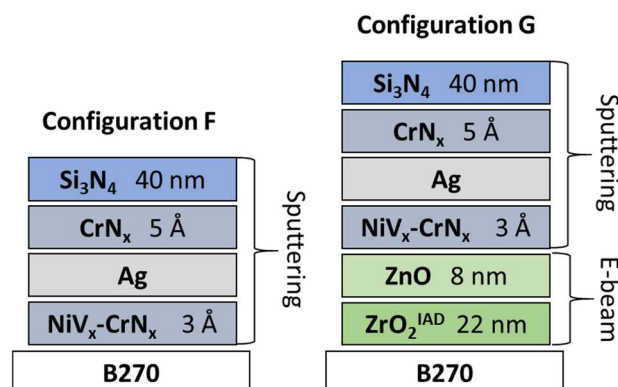 Configuration F
Si₃N₄ 40 nm
CrNₓ 5 Å
Ag
NiVₓ-CrNₓ 3 Å
B270
Sputtering
Configuration G
Si₃N₄ 40 nm
CrNₓ 5 Å
Ag
NiVₓ-CrNₓ 3 Å
ZnO 8 nm
ZrO₂ᴵᴬᴰ 22 nm
B270
Sputtering
E-beam